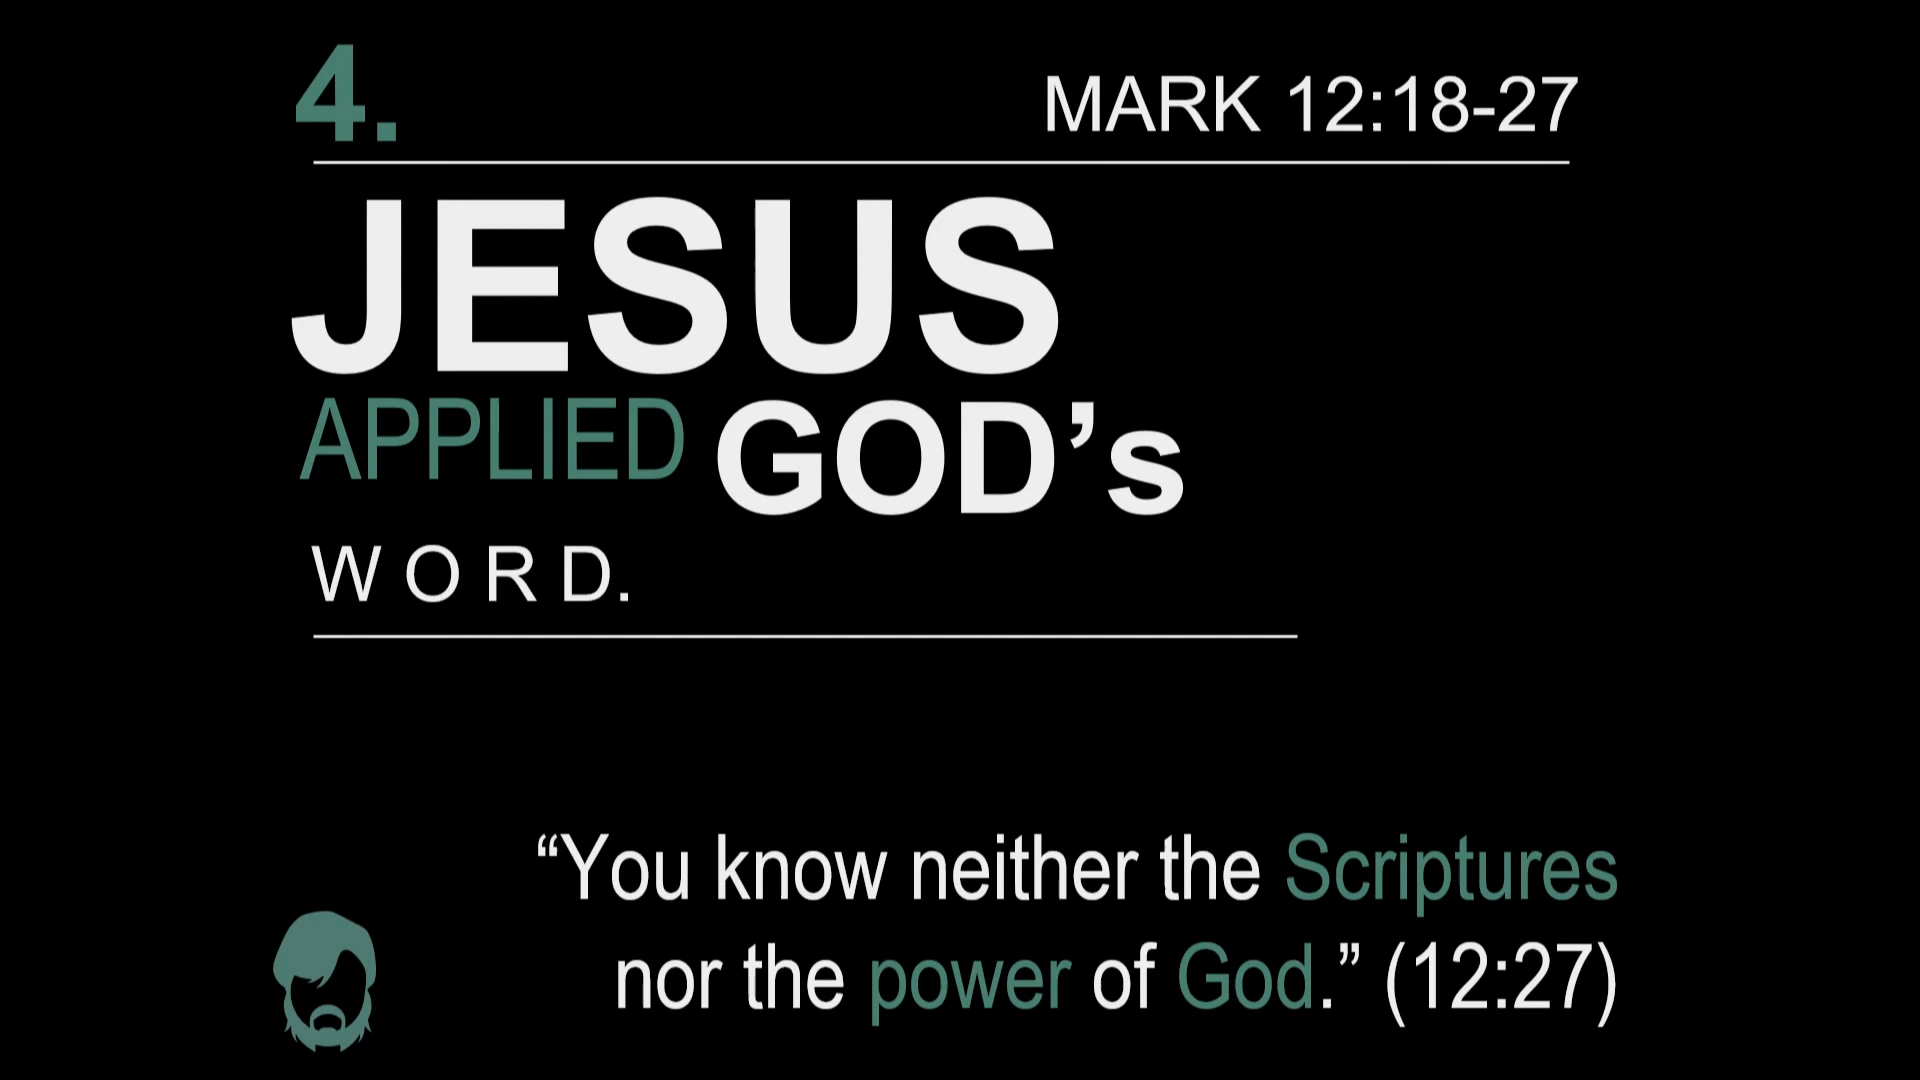 4.
MARK 12:18-27
JESUS
APPLIED GOD’s
W O R D.
“You know neither the Scriptures
nor the power of God.” (12:27)